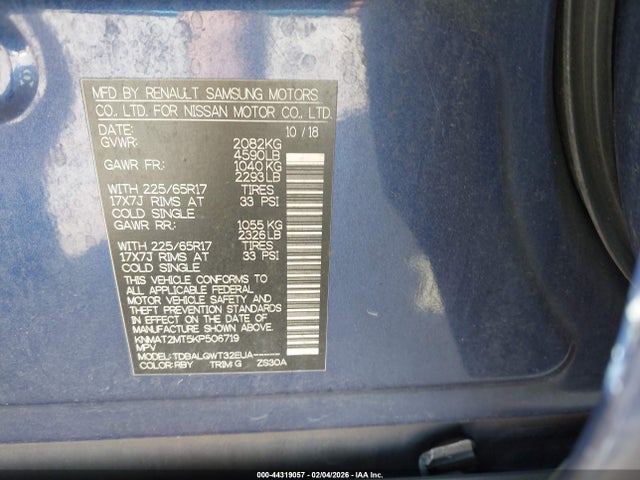 MFD BY RENAULT SAMSUNG MOTORS
CO., LTD. FOR NISSAN MOTOR CO., LTD.
DATE: 10 / 18
GVWR: 2082KG
4590LB
GAWR FR: 1040 KG
2293 LB
WITH 225/65R17 TIRES
17X7J RIMS AT 33 PSI
COLD SINGLE
GAWR RR: 1055 KG
2326 LB
WITH 225/65R17 TIRES
17X7J RIMS AT 33 PSI
COLD SINGLE
THIS VEHICLE CONFORMS TO
ALL APPLICABLE FEDERAL
MOTOR VEHICLE SAFETY AND
THEFT PREVENTION STANDARDS
IN EFFECT ON THE DATE OF
MANUFACTURE SHOWN ABOVE.
KNMAT2MT5KP506719
MPV
MODEL: TDBALGWT32EUA-----
COLOR: RBY TRIM: G ZS30A
000-44319057 - 02/04/2026 - IAA Inc.